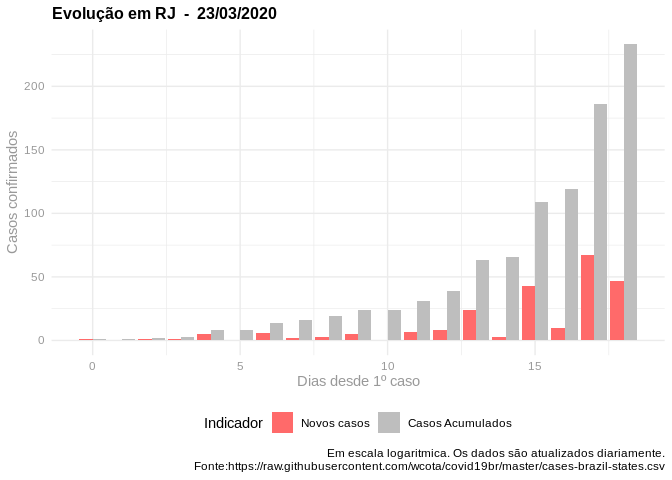 Evolução em RJ - 23/03/2020
Casos confirmados
200
150
100
50
0
0 5 10 15
Dias desde 1º caso
Indicador Novos casos Casos Acumulados
Em escala logaritmica. Os dados são atualizados diariamente.
Fonte:https://raw.githubusercontent.com/wcota/covid19br/master/cases-brazil-states.csv